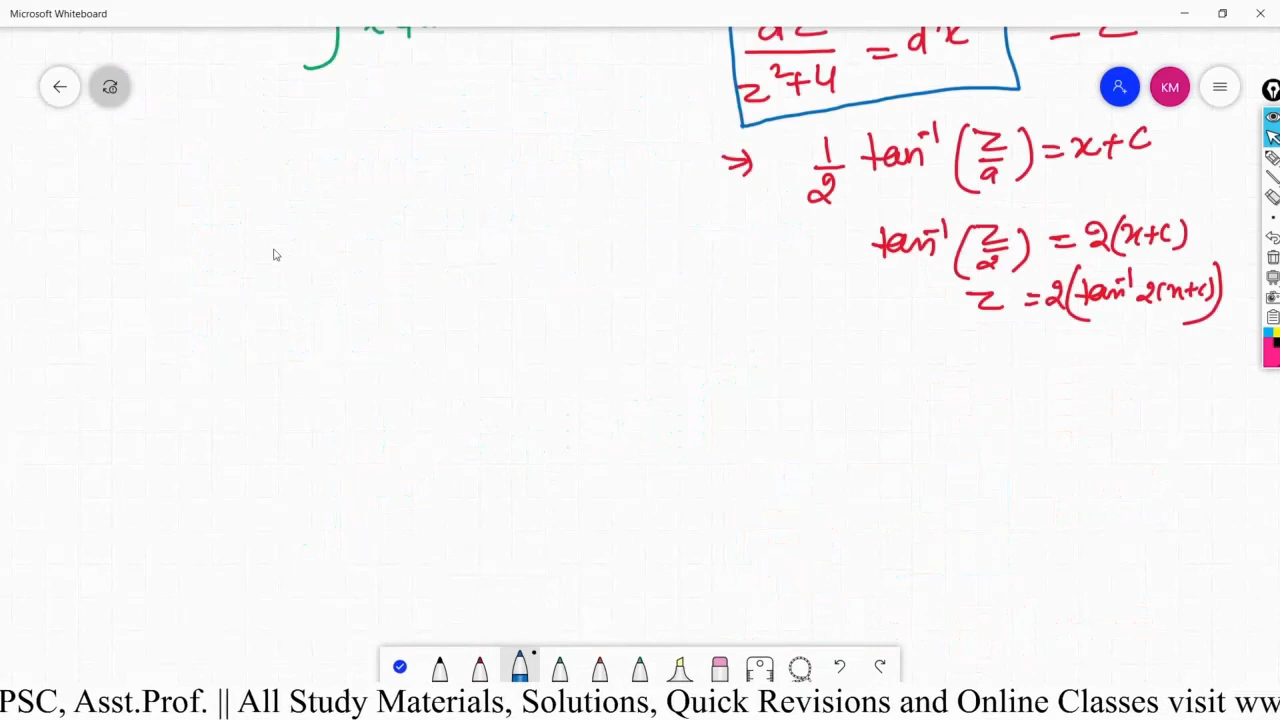 Microsoft Whiteboard
dz/(z²+4) = dx
KM
⇒ 1/2 tan⁻¹(z/a) = x+c
tan⁻¹(z/2) = 2(x+c)
z = 2(tan⁻¹ 2(x+c))
PSC, Asst.Prof. || All Study Materials, Solutions, Quick Revisions and Online Classes visit ww